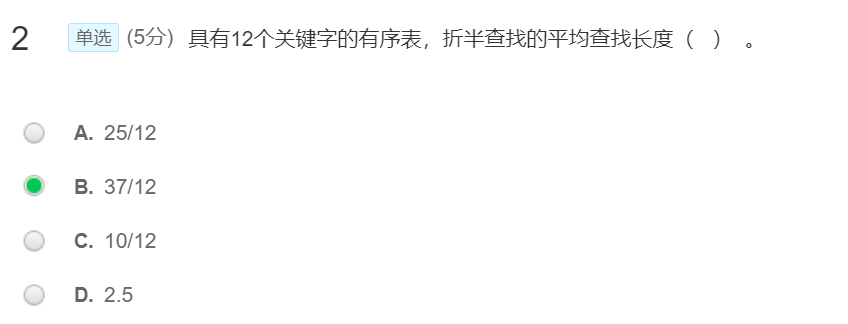 2 单选 (5分) 具有12个关键字的有序表，折半查找的平均查找长度（ ） 。
A. 25/12
B. 37/12
C. 10/12
D. 2.5